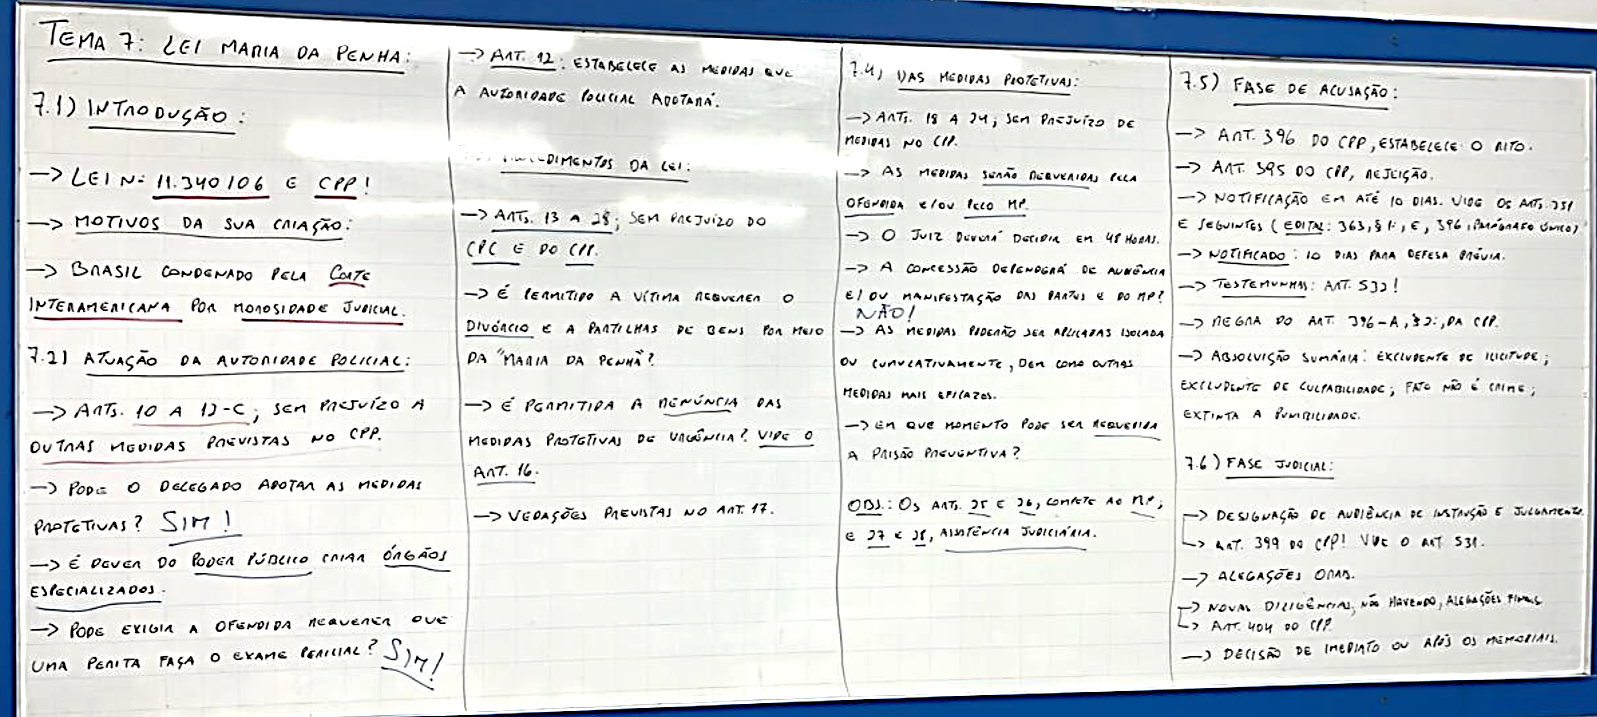 TEMA 7: LEI MARIA DA PENHA:
7.1) INTRODUÇÃO:
→ LEI Nº 11.340/06 E CPP!
→ MOTIVOS DA SUA CRIAÇÃO:
→ BRASIL CONDENADO PELA CORTE
INTERAMERICANA POR MOROSIDADE JUDICIAL.
7.2) ATUAÇÃO DA AUTORIDADE POLICIAL:
→ ARTS. 10 A 12-C, SEM PREJUÍZO A
OUTRAS MEDIDAS PREVISTAS NO CPP.
→ PODE O DELEGADO ADOTAR AS MEDIDAS
PROTETIVAS? SIM!
→ É DEVER DO PODER PÚBLICO CRIAR ÓRGÃOS
ESPECIALIZADOS.
→ PODE EXIGIR A OFENDIDA REQUERER QUE
UMA PERITA FAÇA O EXAME PERICIAL? SIM!
→ ART. 12: ESTABELECE AS MEDIDAS QUE
A AUTORIDADE POLICIAL ADOTARÁ.
DA LEI:
→ ARTS. 13 A 28, SEM PREJUÍZO DO
CPC E DO CPP.
→ É PERMITIDO A VÍTIMA REQUERER O
DIVÓRCIO E A PARTILHAS DE BENS POR MEIO
DA "MARIA DA PENHA"?
→ É PERMITIDA A RENÚNCIA DAS
MEDIDAS PROTETIVAS DE URGÊNCIA? VIDE O
ART. 16.
→ VEDAÇÕES PREVISTAS NO ART. 17.
7.4) DAS MEDIDAS PROTETIVAS:
→ ARTS. 18 A 24, SEM PREJUÍZO DE
MEDIDAS NO CPP.
→ AS MEDIDAS SERÃO REQUERIDAS PELA
OFENDIDA E/OU PELO MP.
→ O JUIZ DEVERÁ DECIDIR EM 48 HORAS.
→ A CONCESSÃO DEPENDERÁ DE AUDIÊNCIA
E/OU MANIFESTAÇÃO DAS PARTES E DO MP?
NÃO!
→ AS MEDIDAS PODERÃO SER APLICADAS ISOLADA
OU CUMULATIVAMENTE, BEM COMO OUTRAS
MEDIDAS MAIS EFICAZES.
→ EM QUE MOMENTO PODE SER REQUERIDA
A PRISÃO PREVENTIVA?
OBS.: OS ARTS. 25 E 26, COMPETE AO MP;
E 27 E 28, ASSISTÊNCIA JUDICIÁRIA.
7.5) FASE DE ACUSAÇÃO:
→ ART. 396 DO CPP, ESTABELECE O RITO.
→ ART. 395 DO CPP, REJEIÇÃO.
→ NOTIFICAÇÃO EM ATÉ 10 DIAS. VIDE OS ARTS. 351
E SEGUINTES (EDITAL: 363, § 1º, E, 396, PARÁGRAFO ÚNICO)
→ NOTIFICADO: 10 DIAS PARA DEFESA PRÉVIA.
→ TESTEMUNHAS: ART. 532!
→ REGRA DO ART. 396-A, §2º, DA CPP.
→ ABSOLVIÇÃO SUMÁRIA: EXCLUDENTE DE ILICITUDE;
EXCLUDENTE DE CULPABILIDADE; FATO NÃO É CRIME;
EXTINTA A PUNIBILIDADE.
7.6) FASE JUDICIAL:
→ DESIGNAÇÃO DE AUDIÊNCIA DE INSTRUÇÃO E JULGAMENTO.
↳ ART. 399 DO CPP! VIDE O ART. 531.
→ ALEGAÇÕES ORAIS.
→ NOVAS DILIGÊNCIAS, NÃO HAVENDO, ALEGAÇÕES FINAIS
↳ ART. 404 DO CPP.
→ DECISÃO DE IMEDIATO OU APÓS OS MEMORIAIS.